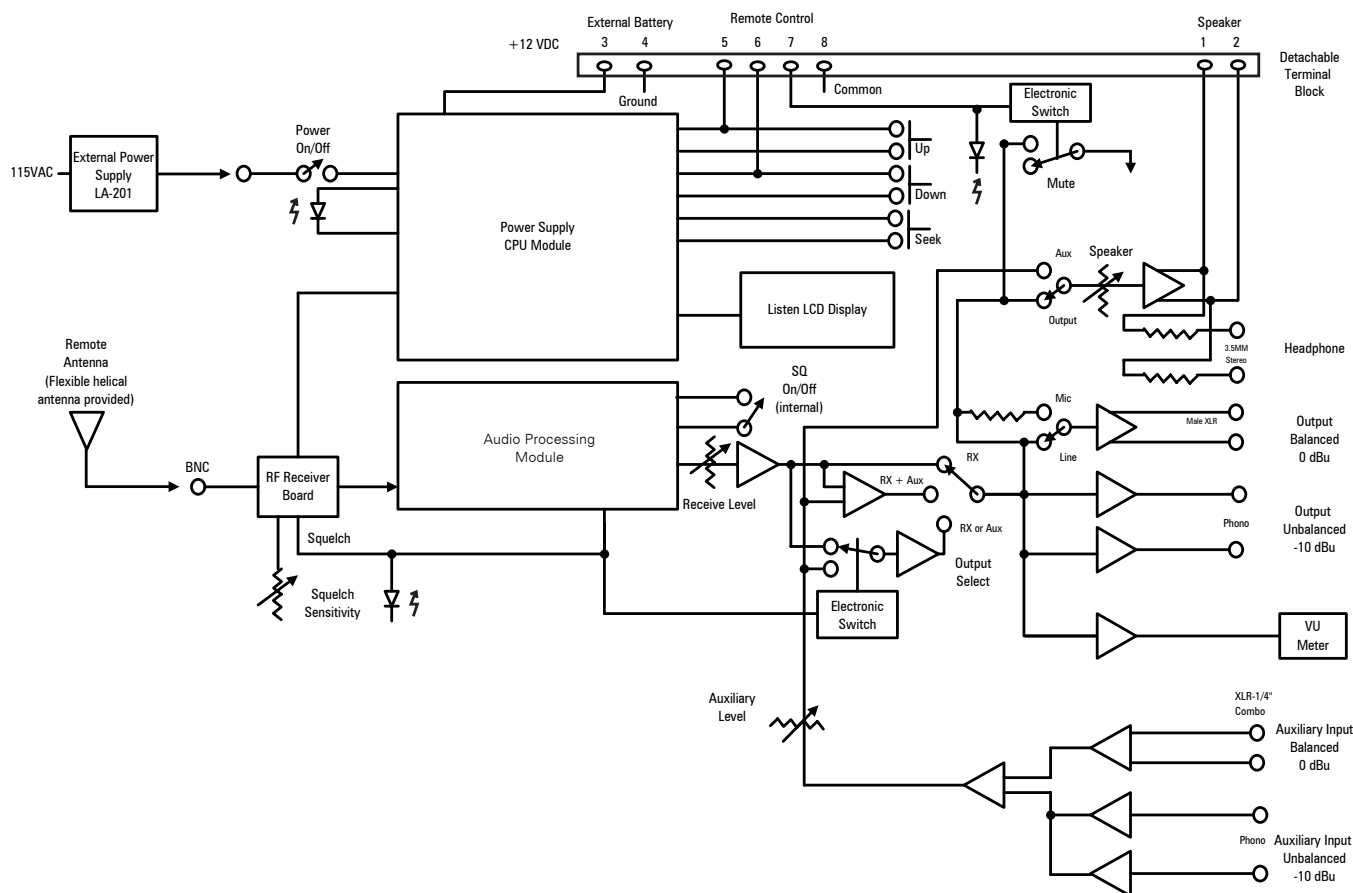 External Battery
Remote Control
Speaker
+12 VDC
3
4
5
6
7
8
1
2
Detachable
Terminal
Block
Ground
Common
Electronic
Switch
115VAC
External Power
Supply
LA-201
Power
On/Off
Up
Down
Seek
Mute
Power Supply
CPU Module
Aux
Speaker
Output
Listen LCD Display
3.5MM
Stereo
Headphone
Remote
Antenna
(Flexible helical
antenna provided)
SQ
On/Off
(internal)
Mic
Male XLR
Line
Output
Balanced
0 dBu
Audio Processing
Module
BNC
RF Receiver
Board
Receive Level
RX
RX + Aux
RX or Aux
Output
Select
Phono
Output
Unbalanced
-10 dBu
Squelch
Squelch
Sensitivity
Electronic
Switch
VU
Meter
Auxiliary
Level
XLR-1/4"
Combo
Auxiliary Input
Balanced
0 dBu
Phono
Auxiliary Input
Unbalanced
-10 dBu